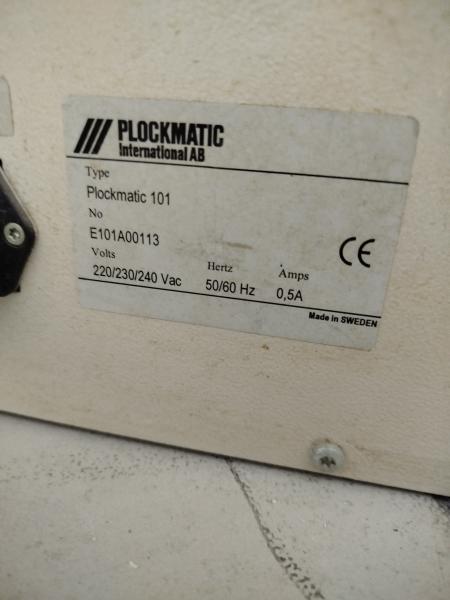 PLOCKMATIC
International AB
Type
Plockmatic 101
No
E101A00113
Volts Hertz Amps
220/230/240 Vac 50/60 Hz 0,5A
CE
Made in SWEDEN